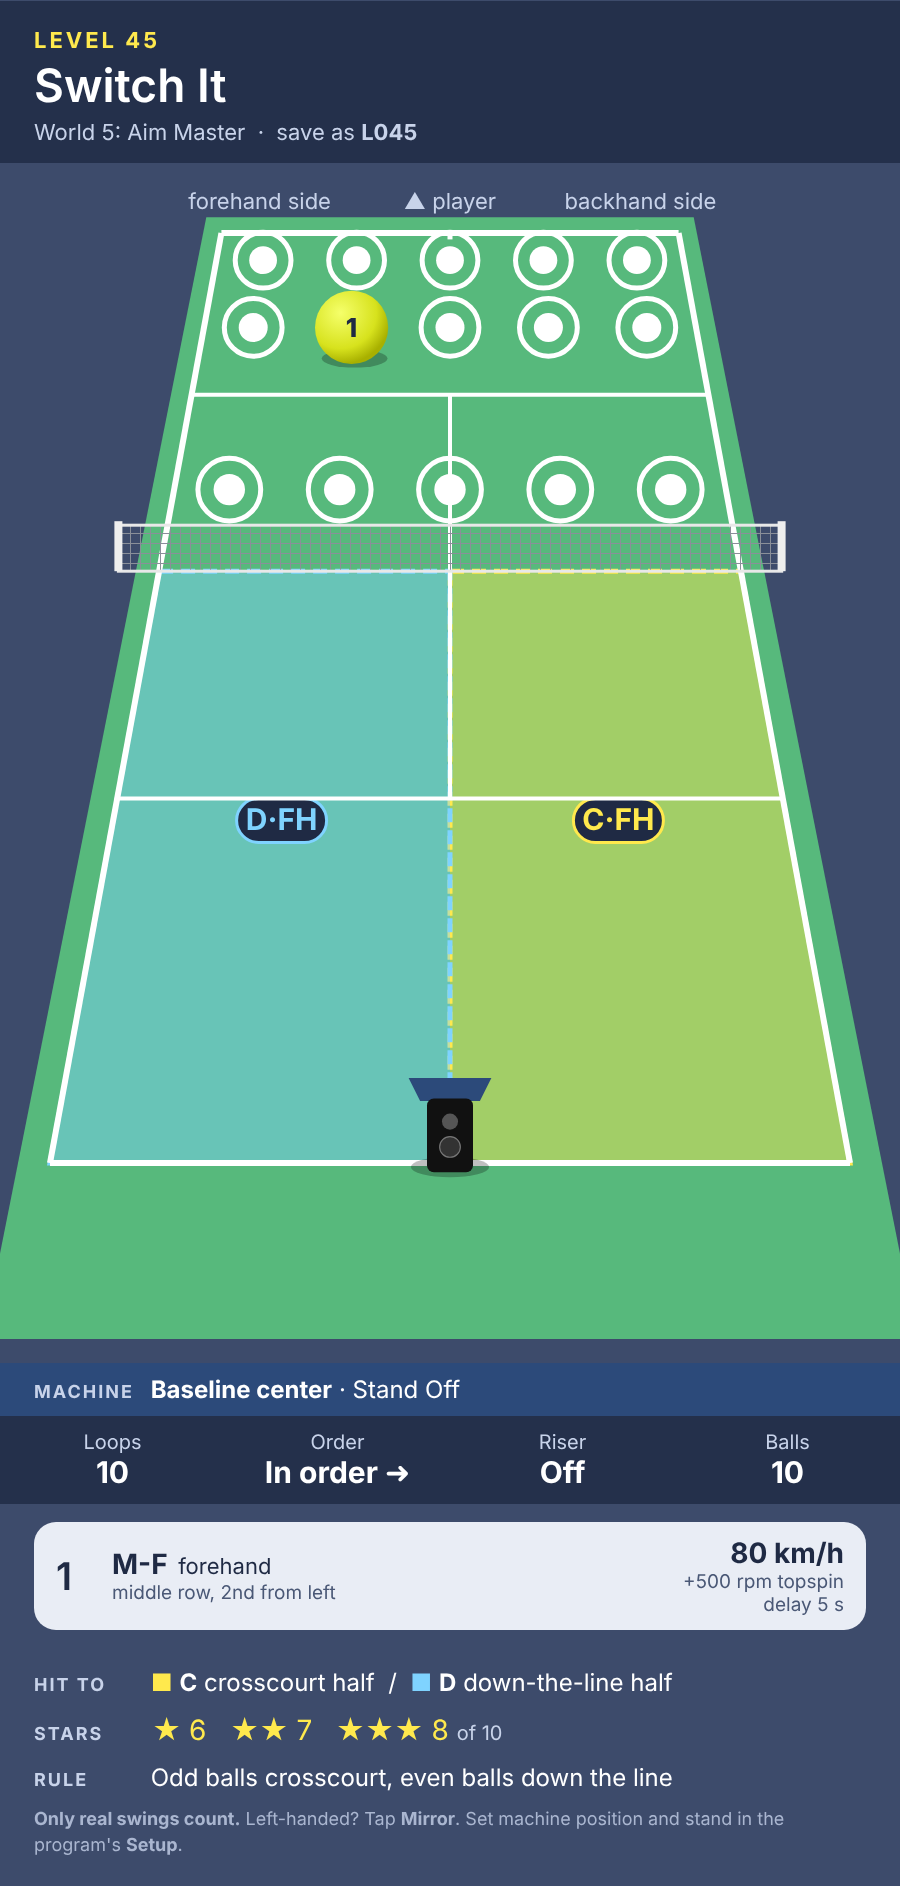 LEVEL 45
Switch It
World 5: Aim Master · save as L045
forehand side ▲ player backhand side
1
D·FH C·FH
MACHINE Baseline center · Stand Off
Loops Order Riser Balls
10 In order ➜ Off 10
1 M-F forehand 80 km/h
middle row, 2nd from left +500 rpm topspin
delay 5 s
HIT TO C crosscourt half / D down-the-line half
STARS ★ 6 ★★ 7 ★★★ 8 of 10
RULE Odd balls crosscourt, even balls down the line
Only real swings count. Left-handed? Tap Mirror. Set machine position and stand in the
program's Setup.